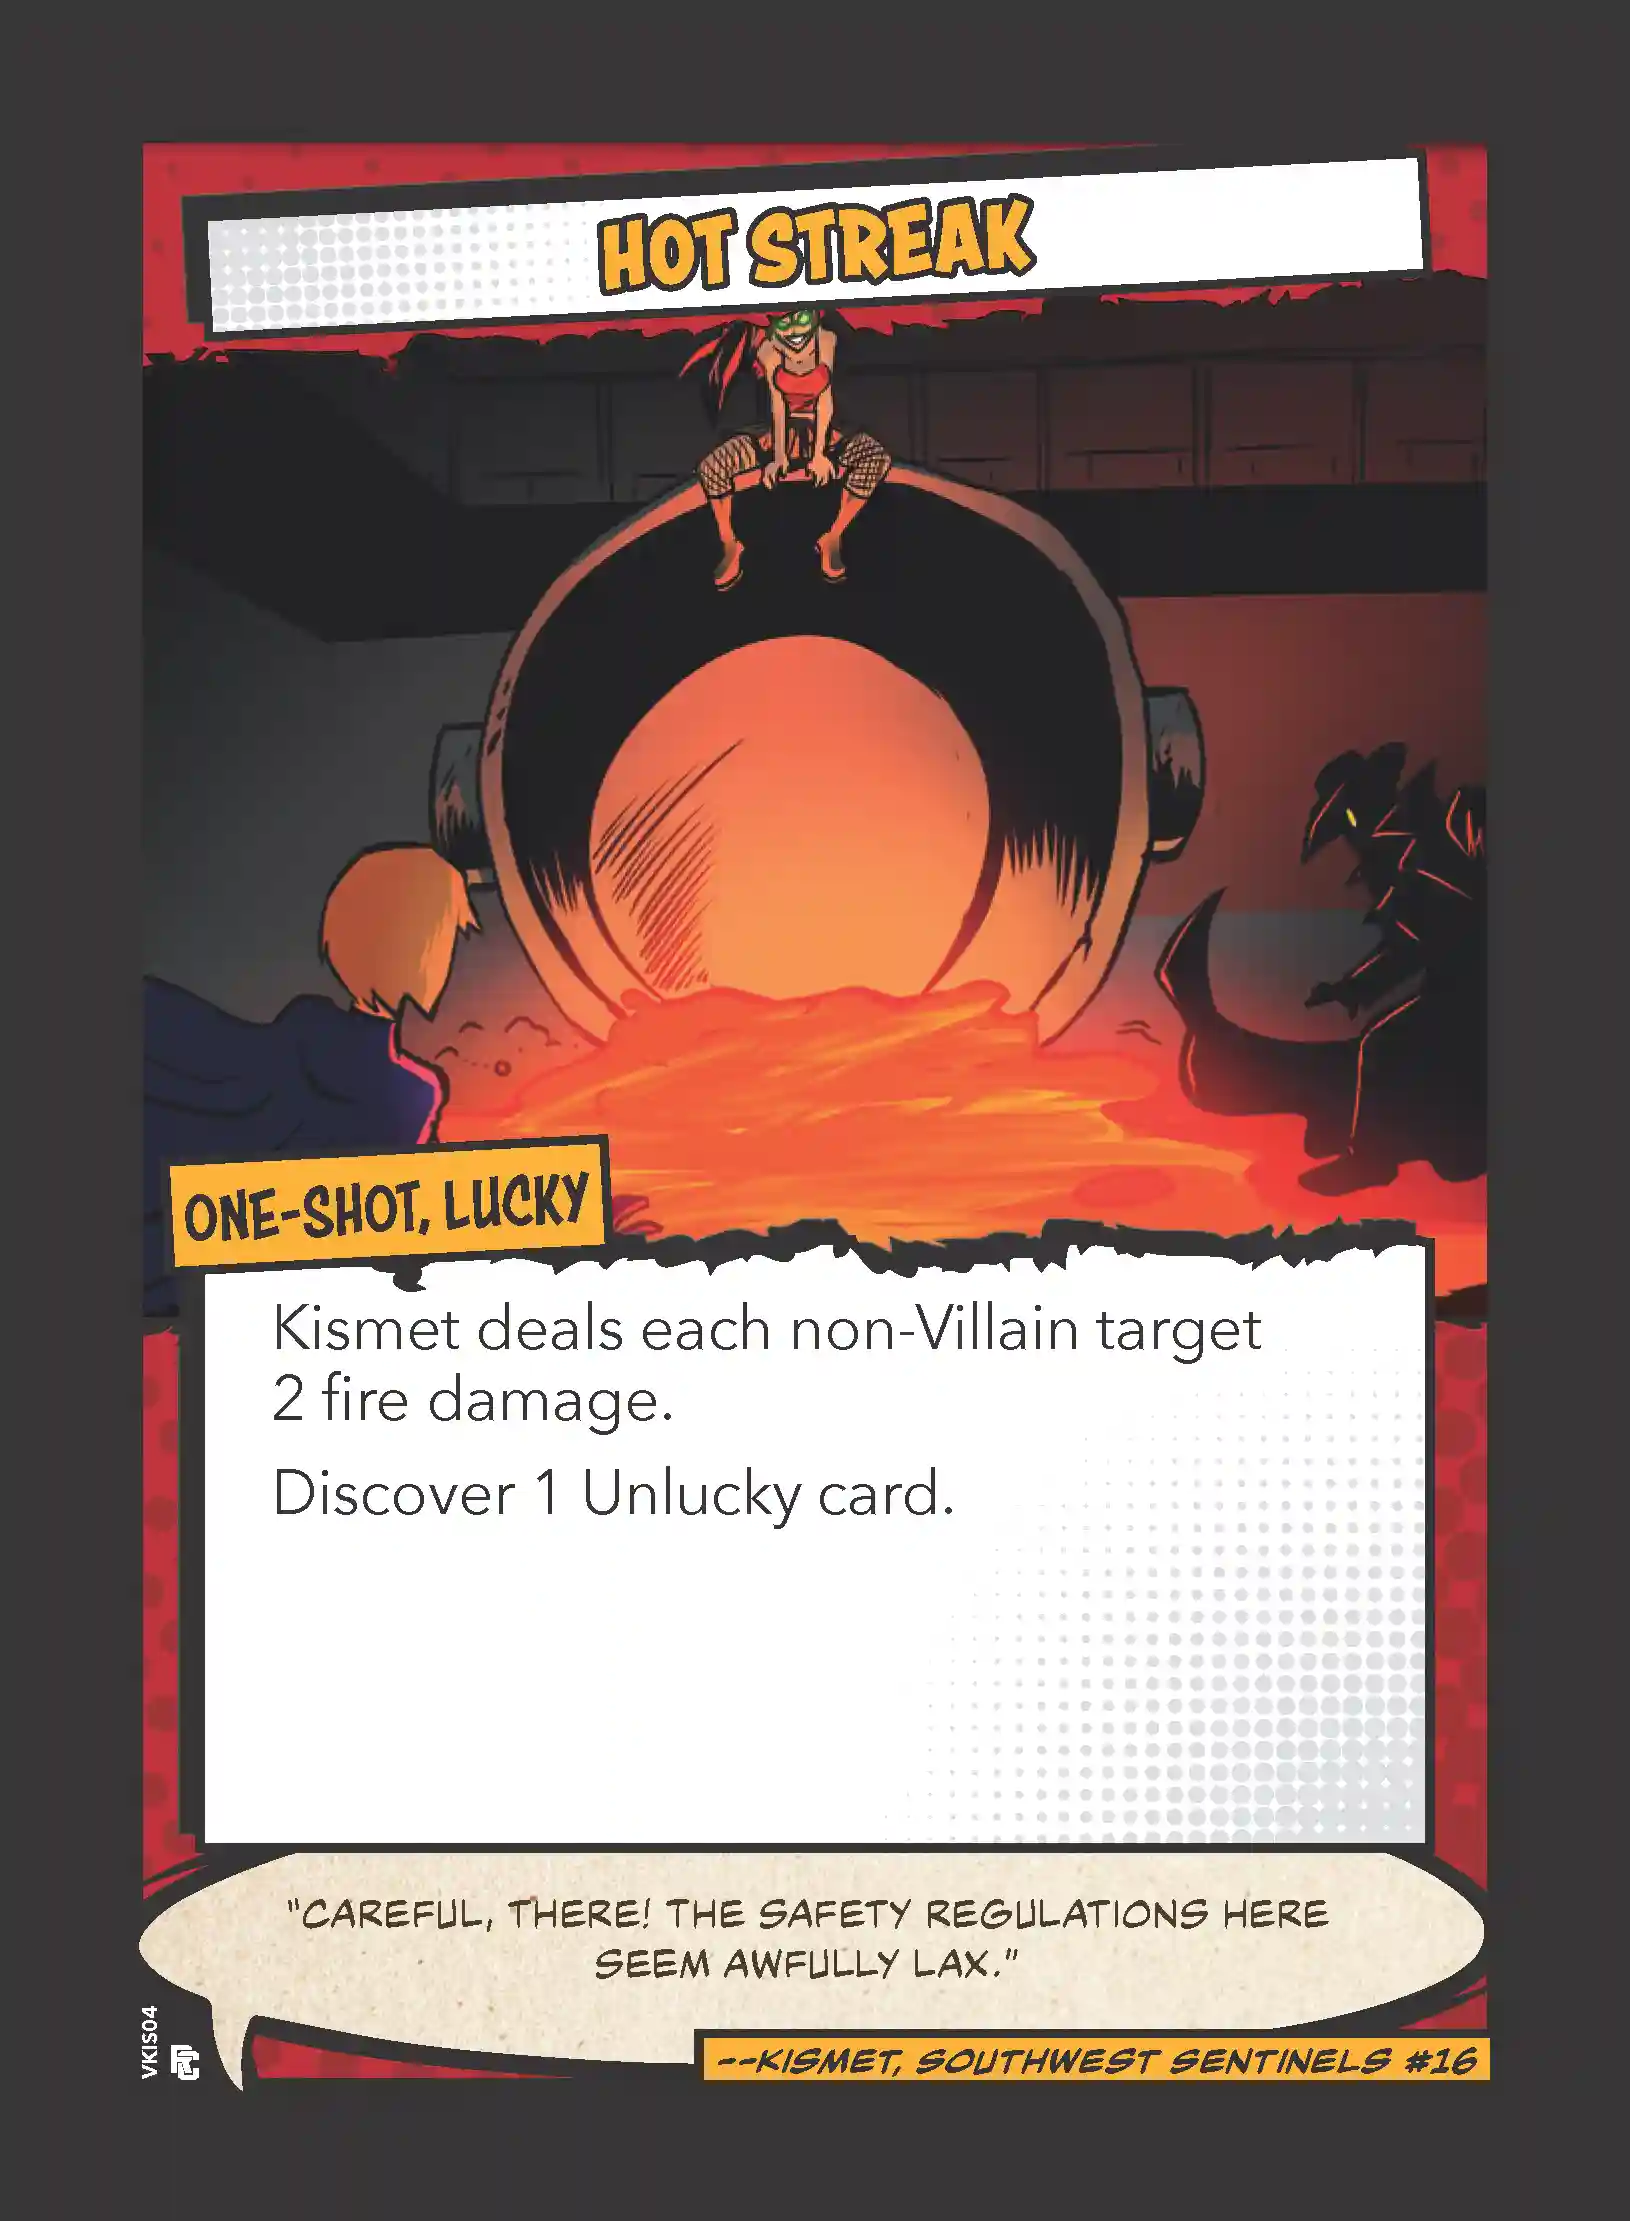 HOT STREAK
ONE-SHOT, LUCKY
Kismet deals each non-Villain target
2 fire damage.
Discover 1 Unlucky card.
"CAREFUL, THERE! THE SAFETY REGULATIONS HERE
SEEM AWFULLY LAX."
--KISMET, SOUTHWEST SENTINELS #16
VKIS04